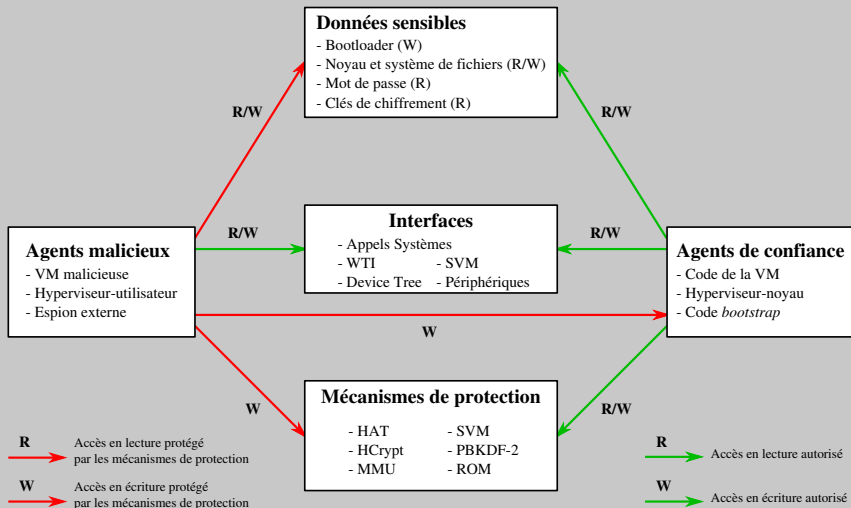 Données sensibles
- Bootloader (W)
- Noyau et système de fichiers (R/W)
- Mot de passe (R)
- Clés de chiffrement (R)
R/W
R/W
Interfaces
- Appels Systèmes
- WTI - SVM
- Device Tree - Périphériques
R/W
R/W
Agents malicieux
- VM malicieuse
- Hyperviseur-utilisateur
- Espion externe
Agents de confiance
- Code de la VM
- Hyperviseur-noyau
- Code bootstrap
W
W
R/W
Mécanismes de protection
- HAT - SVM
- HCrypt - PBKDF-2
- MMU - ROM
R
Accès en lecture protégé
par les mécanismes de protection
W
Accès en écriture protégé
par les mécanismes de protection
R
Accès en lecture autorisé
W
Accès en écriture autorisé